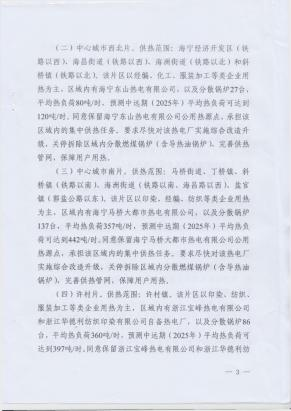 (二)中心城市西北片。供热范围:海宁经济开发区(铁
路以西)、海昌街道(铁路以西)、海洲街道(铁路以北)和斜
桥镇(铁路以北)。该片区以经编、化工、服装加工等类企业用
热为主,区域内有海宁东山热电有限公司,以及分散锅炉27台,
平均热负荷80吨/时,预测中远期(2025年)平均热负荷可达到
120吨/时。同意保留海宁东山热电有限公司公用热源点,承担该
区域内的集中供热任务。要求尽快对该热电厂实施综合改造升
级,关停拆除区域内分散燃煤锅炉(含导热油锅炉),完善供热
管网,保障用户用热。
(三)中心城市南片。供热范围:马桥街道、丁桥镇、斜
桥镇(铁路以南)、海洲街道(铁路以南、海昌路以西)、盐官
镇(鹃盐公路以东)。该片区以印染、经编、纺织等类企业用热
为主,区域内有海宁马桥大都市热电有限公司,以及分散锅炉
137台,平均热负荷357吨/时,预测中远期(2025年)平均热负
荷可达到442吨/时。同意保留海宁马桥大都市热电有限公司公用
热源点,承担该区域的集中供热任务。要求尽快对该热电厂
实施综合改造升级,关停拆除区域内分散燃煤锅炉(含导热油
锅炉),完善供热管网,保障用户用热。
(四)许村片。供热范围:许村镇。该片区以印染、纺织、
服装加工等类企业用热为主,区域内有浙江宝峰热电有限公司
和浙江华德利纺织印染有限公司自备热电厂,以及分散锅炉86
台,平均热负荷360吨/时,预测中远期(2025年)平均热负荷可
达到397吨/时。同意保留浙江宝峰热电有限公司和浙江华德利纺
— 3 —